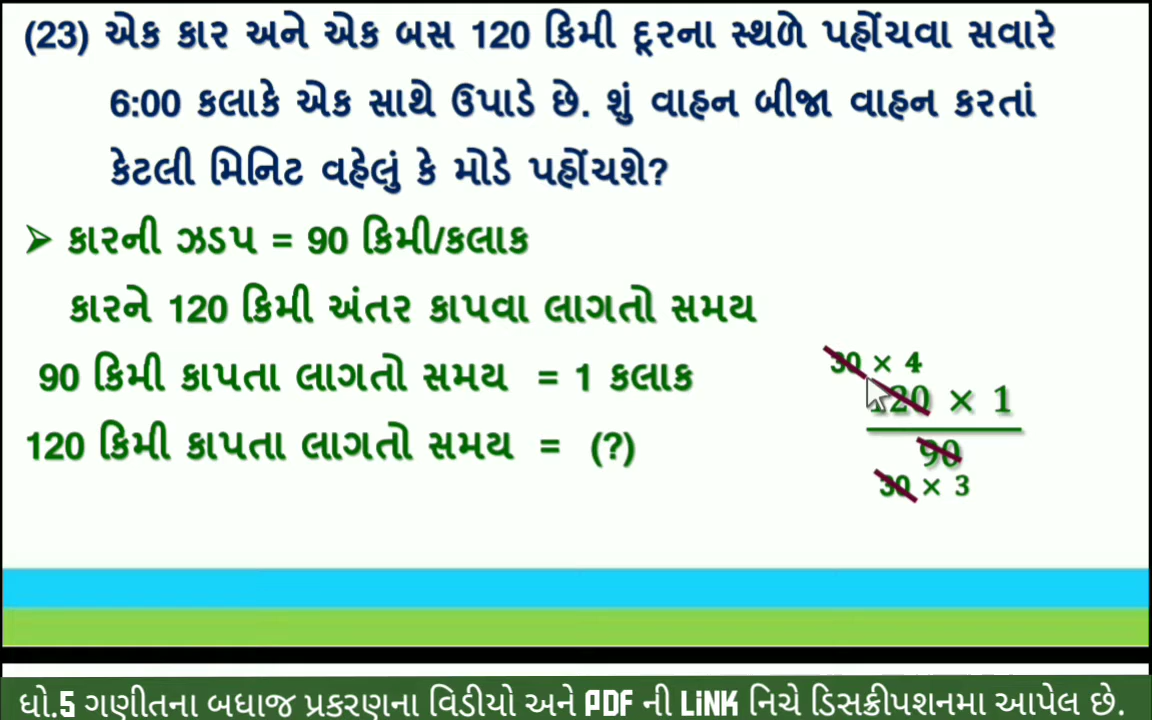 (23) એક કાર અને એક બસ 120 કિમી દૂરના સ્થળે પહોંચવા સવારે
6:00 કલાકે એક સાથે ઉપાડે છે. શું વાહન બીજા વાહન કરતાં
કેટલી મિનિટ વહેલું કે મોડે પહોંચશે?
➢ કારની ઝડપ = 90 કિમી/કલાક
કારને 120 કિમી અંતર કાપવા લાગતો સમય
90 કિમી કાપતા લાગતો સમય = 1 કલાક
30 × 4
120 × 1
120 કિમી કાપતા લાગતો સમય = (?)
90
30 × 3
ધો.5 ગણીતના બધાજ પ્રકરણના વિડીયો અને PDF ની LiNK નિચે ડિસક્રીપશનમા આપેલ છે.